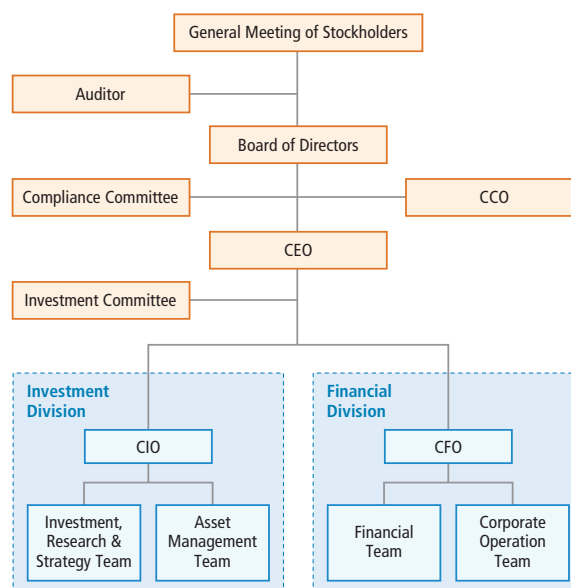 General Meeting of Stockholders
Auditor
Board of Directors
Compliance Committee
CCO
CEO
Investment Committee
Investment
Division
CIO
Investment,
Research &
Strategy Team
Asset
Management
Team
Financial
Division
CFO
Financial
Team
Corporate
Operation
Team